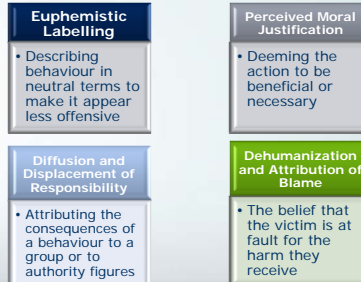 Euphemistic
Labelling
• Describing
behaviour in
neutral terms to
make it appear
less offensive
Perceived Moral
Justification
• Deeming the
action to be
beneficial or
necessary
Diffusion and
Displacement of
Responsibility
• Attributing the
consequences of
a behaviour to a
group or to
authority figures
Dehumanization
and Attribution of
Blame
• The belief that
the victim is at
fault for the
harm they
receive